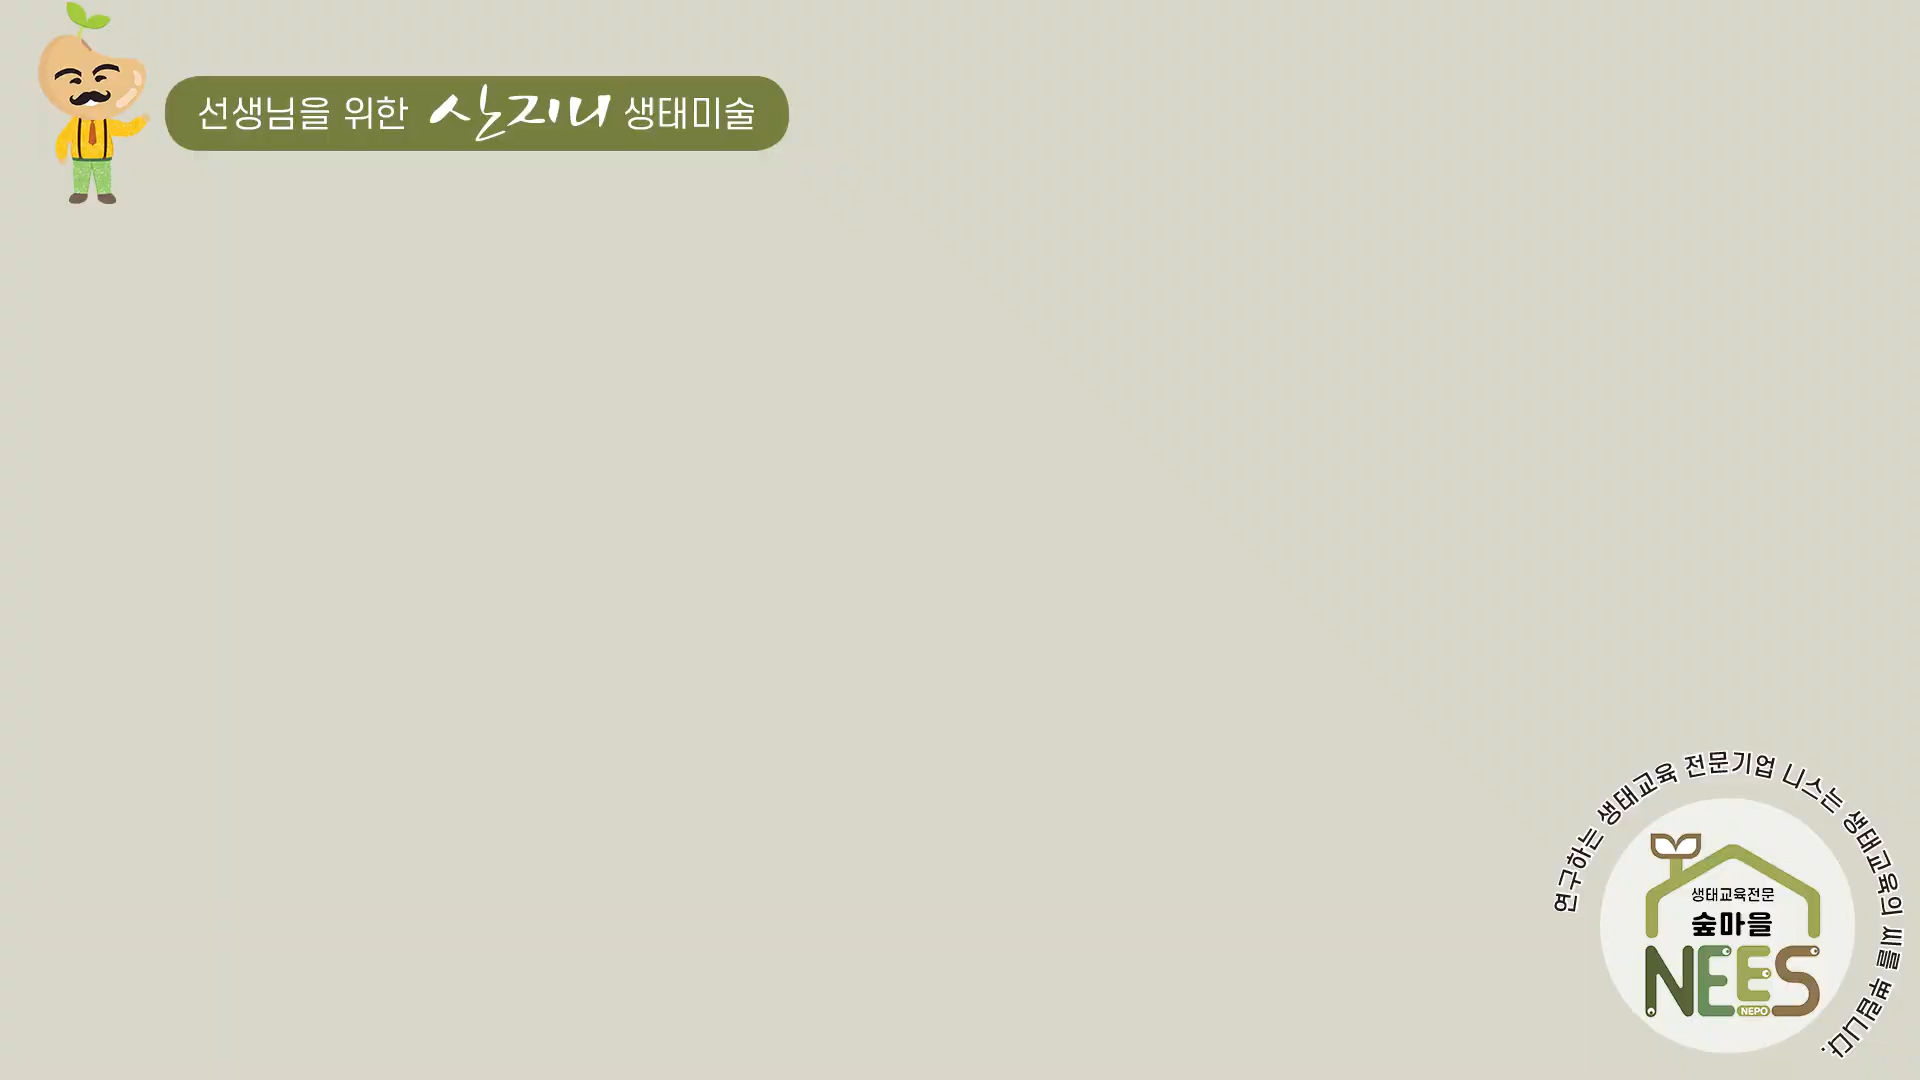 선생님을 위한 산지니 생태미술
연구하는 생태교육 전문기업 니스는 생태교육의 씨를 뿌립니다.
생태교육전문
숲마을
NEES
NEPO